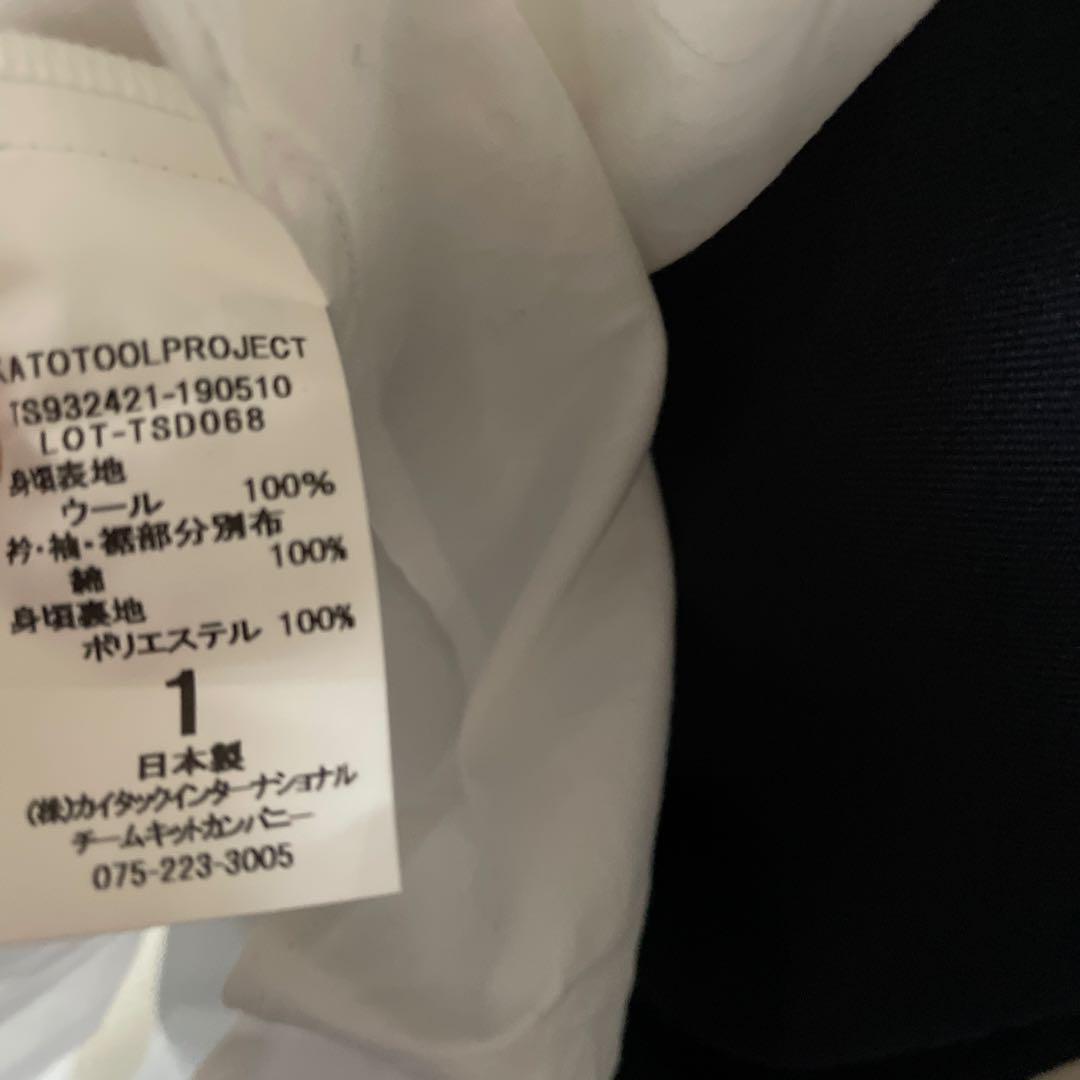 KATOTOOLPROJECT
TS932421-190510
LOT-TSD068
身頃表地
ウール 100%
衿・袖・裾部分別布
綿 100%
身頃裏地
ポリエステル 100%
1
日本製
(株)カイタックインターナショナル
チームキットカンパニー
075-223-3005